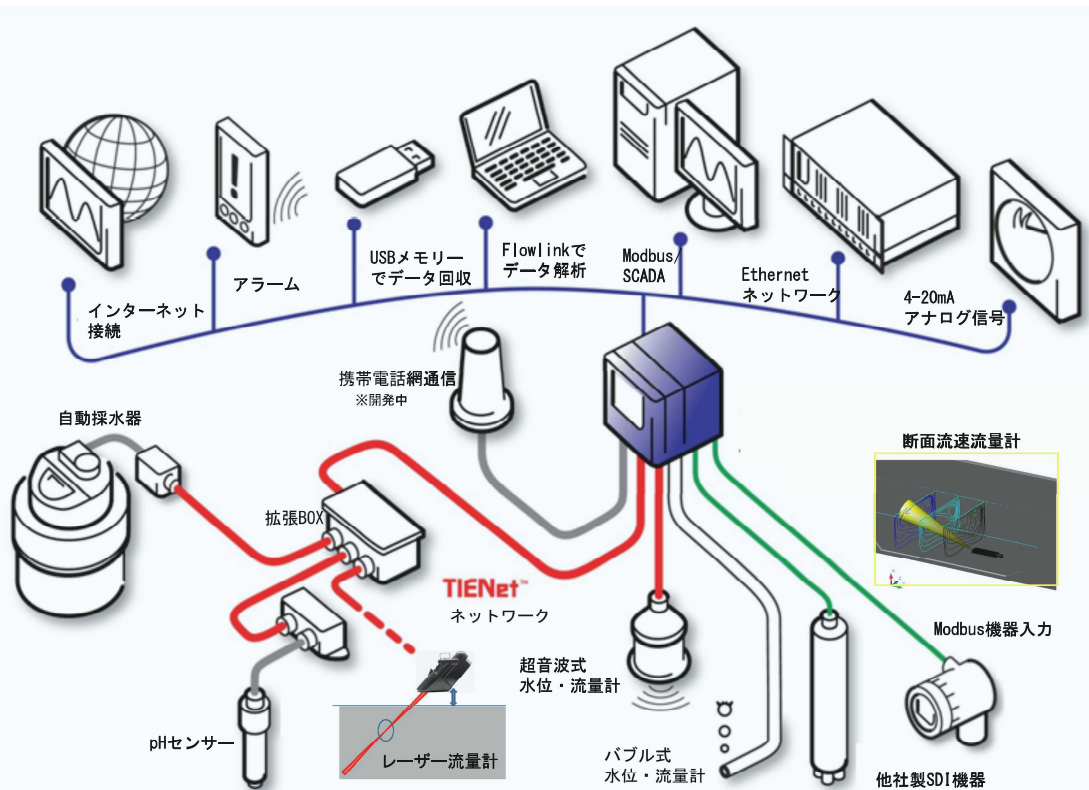 インターネット
接続
アラーム
USBメモリー
でデータ回収
Flowlinkで
データ解析
Modbus/
SCADA
Ethernet
ネットワーク
4-20mA
アナログ信号
携帯電話網通信
※開発中
自動採水器
拡張BOX
断面流速流量計
TIENet™
ネットワーク
超音波式
水位・流量計
Modbus機器入力
pHセンサー
レーザー流量計
バブル式
水位・流量計
他社製SDI機器